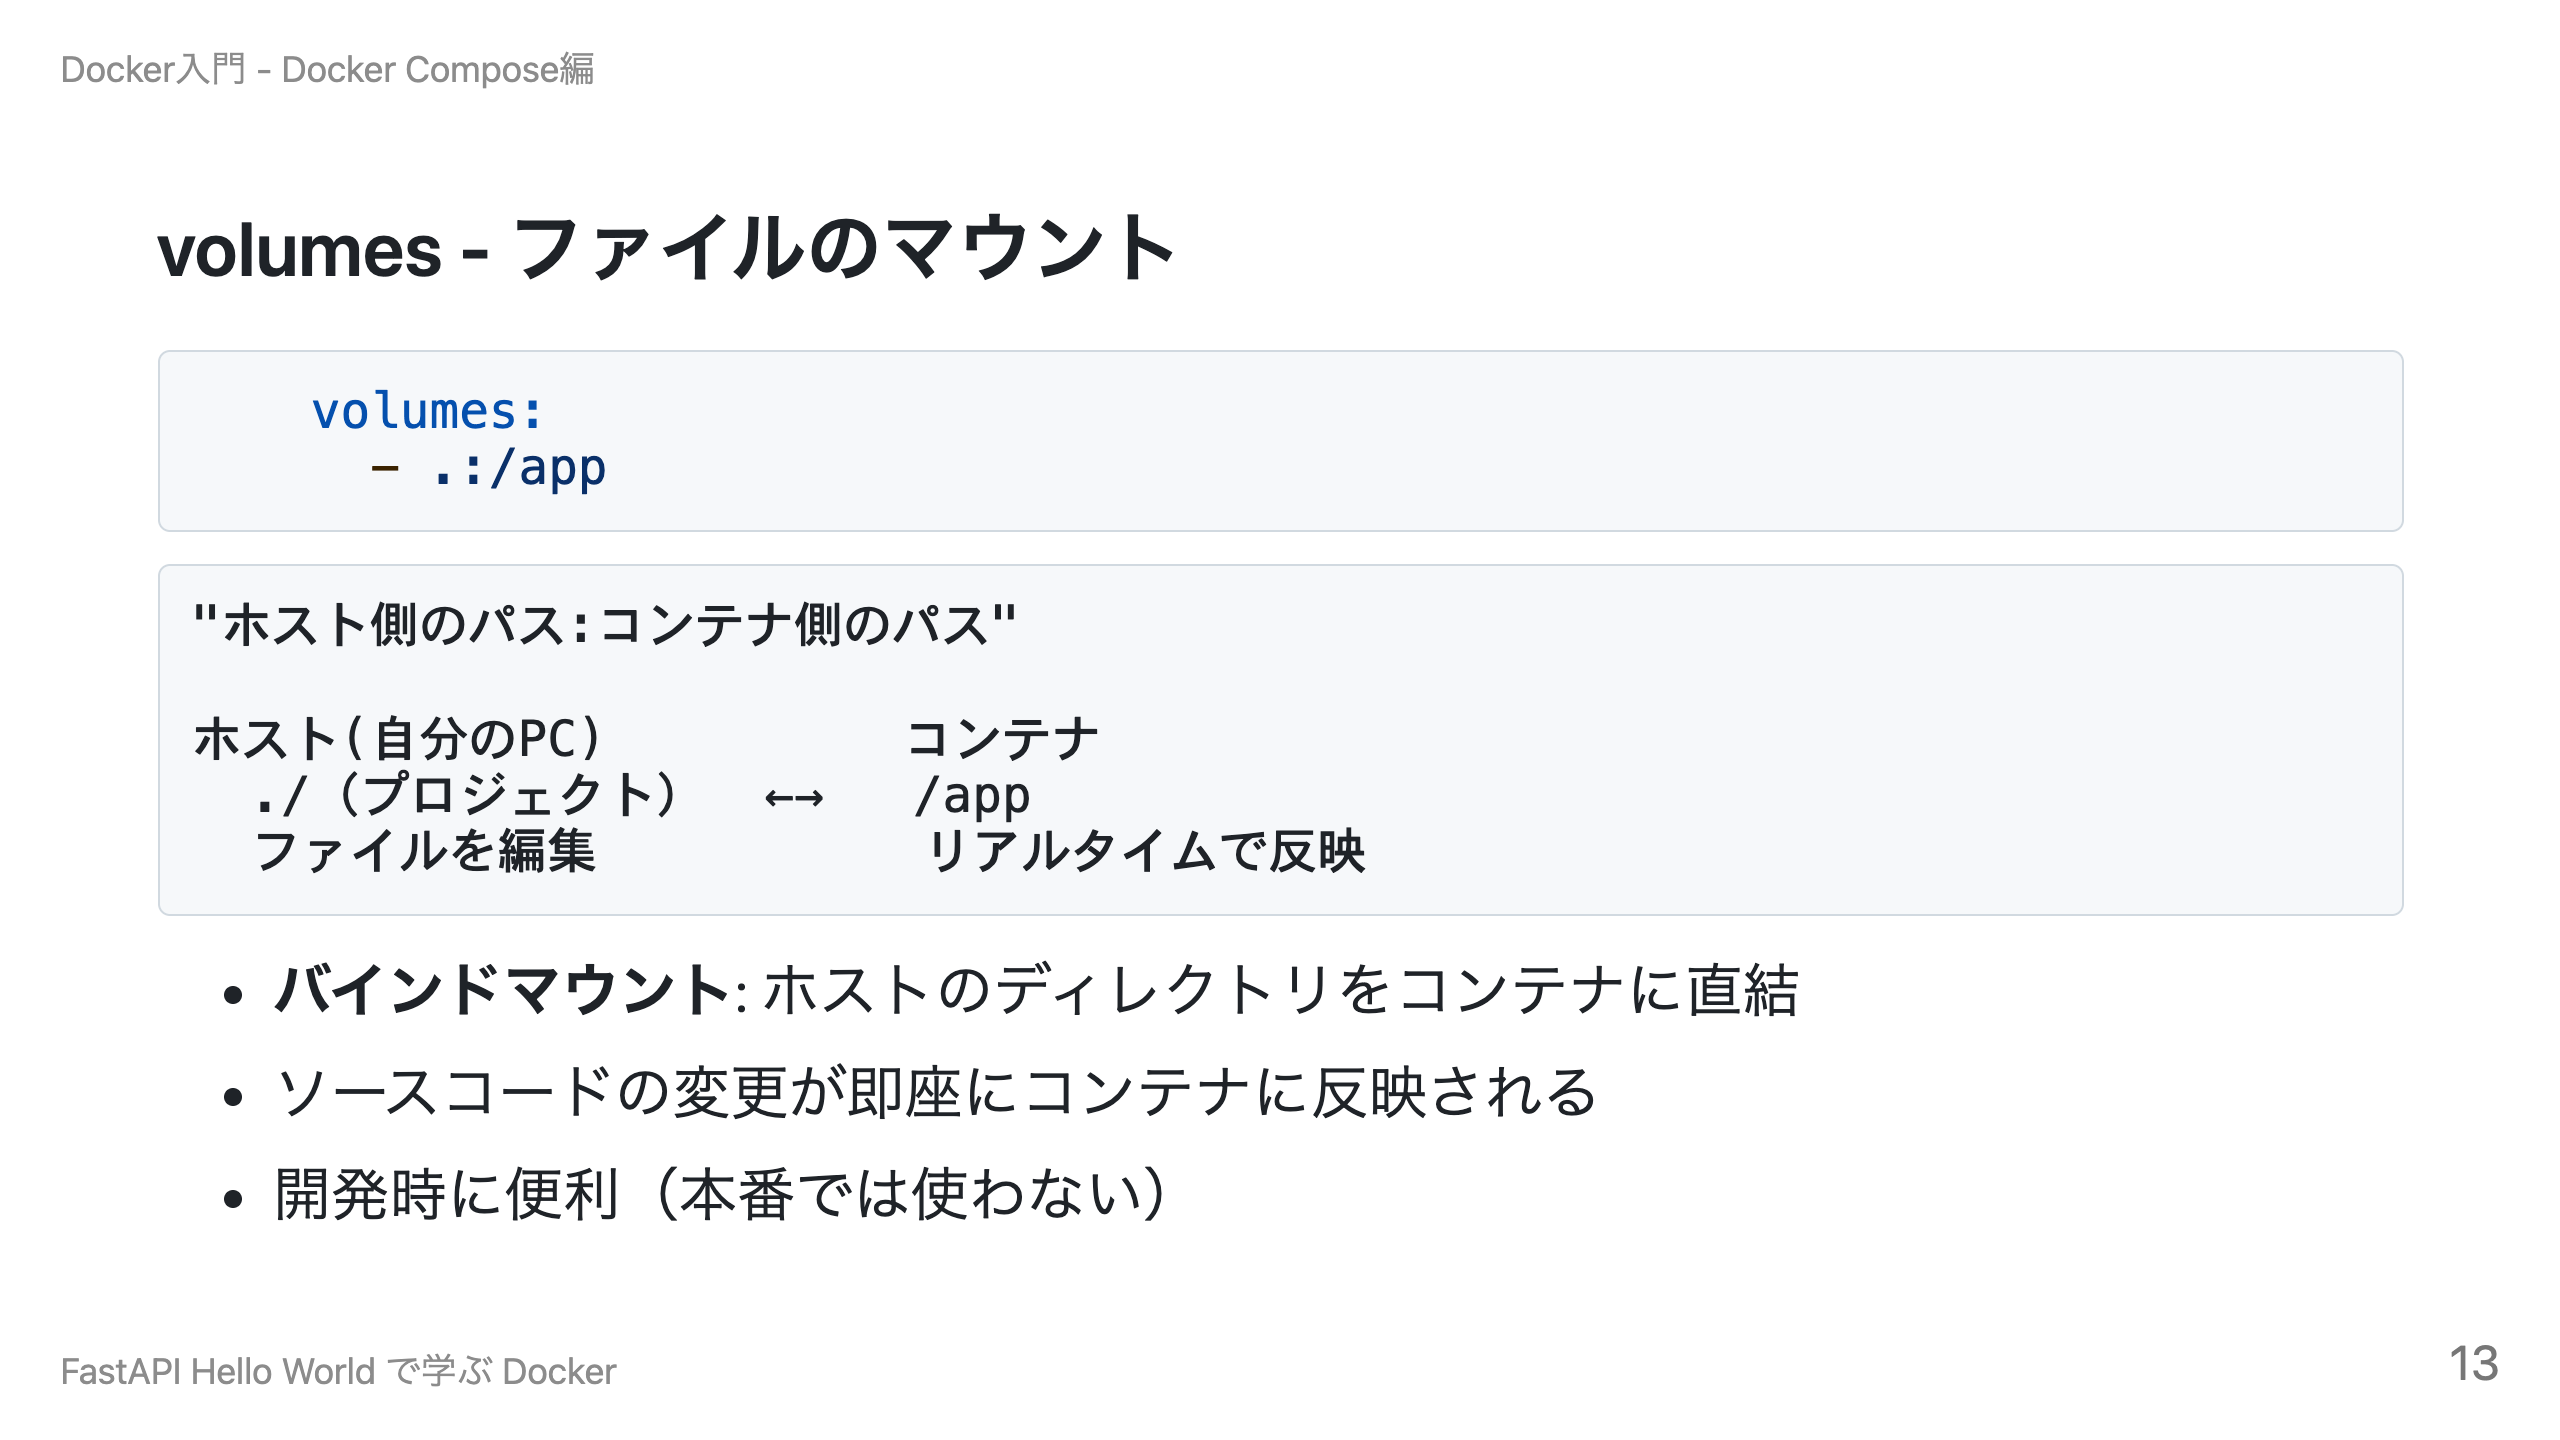 Docker入門 - Docker Compose編
volumes - ファイルのマウント
volumes:
- .:/app
"ホスト側のパス:コンテナ側のパス"
ホスト(自分のPC) コンテナ
./（プロジェクト） ←→ /app
ファイルを編集 リアルタイムで反映
• バインドマウント: ホストのディレクトリをコンテナに直結
• ソースコードの変更が即座にコンテナに反映される
• 開発時に便利（本番では使わない）
FastAPI Hello World で学ぶ Docker
13